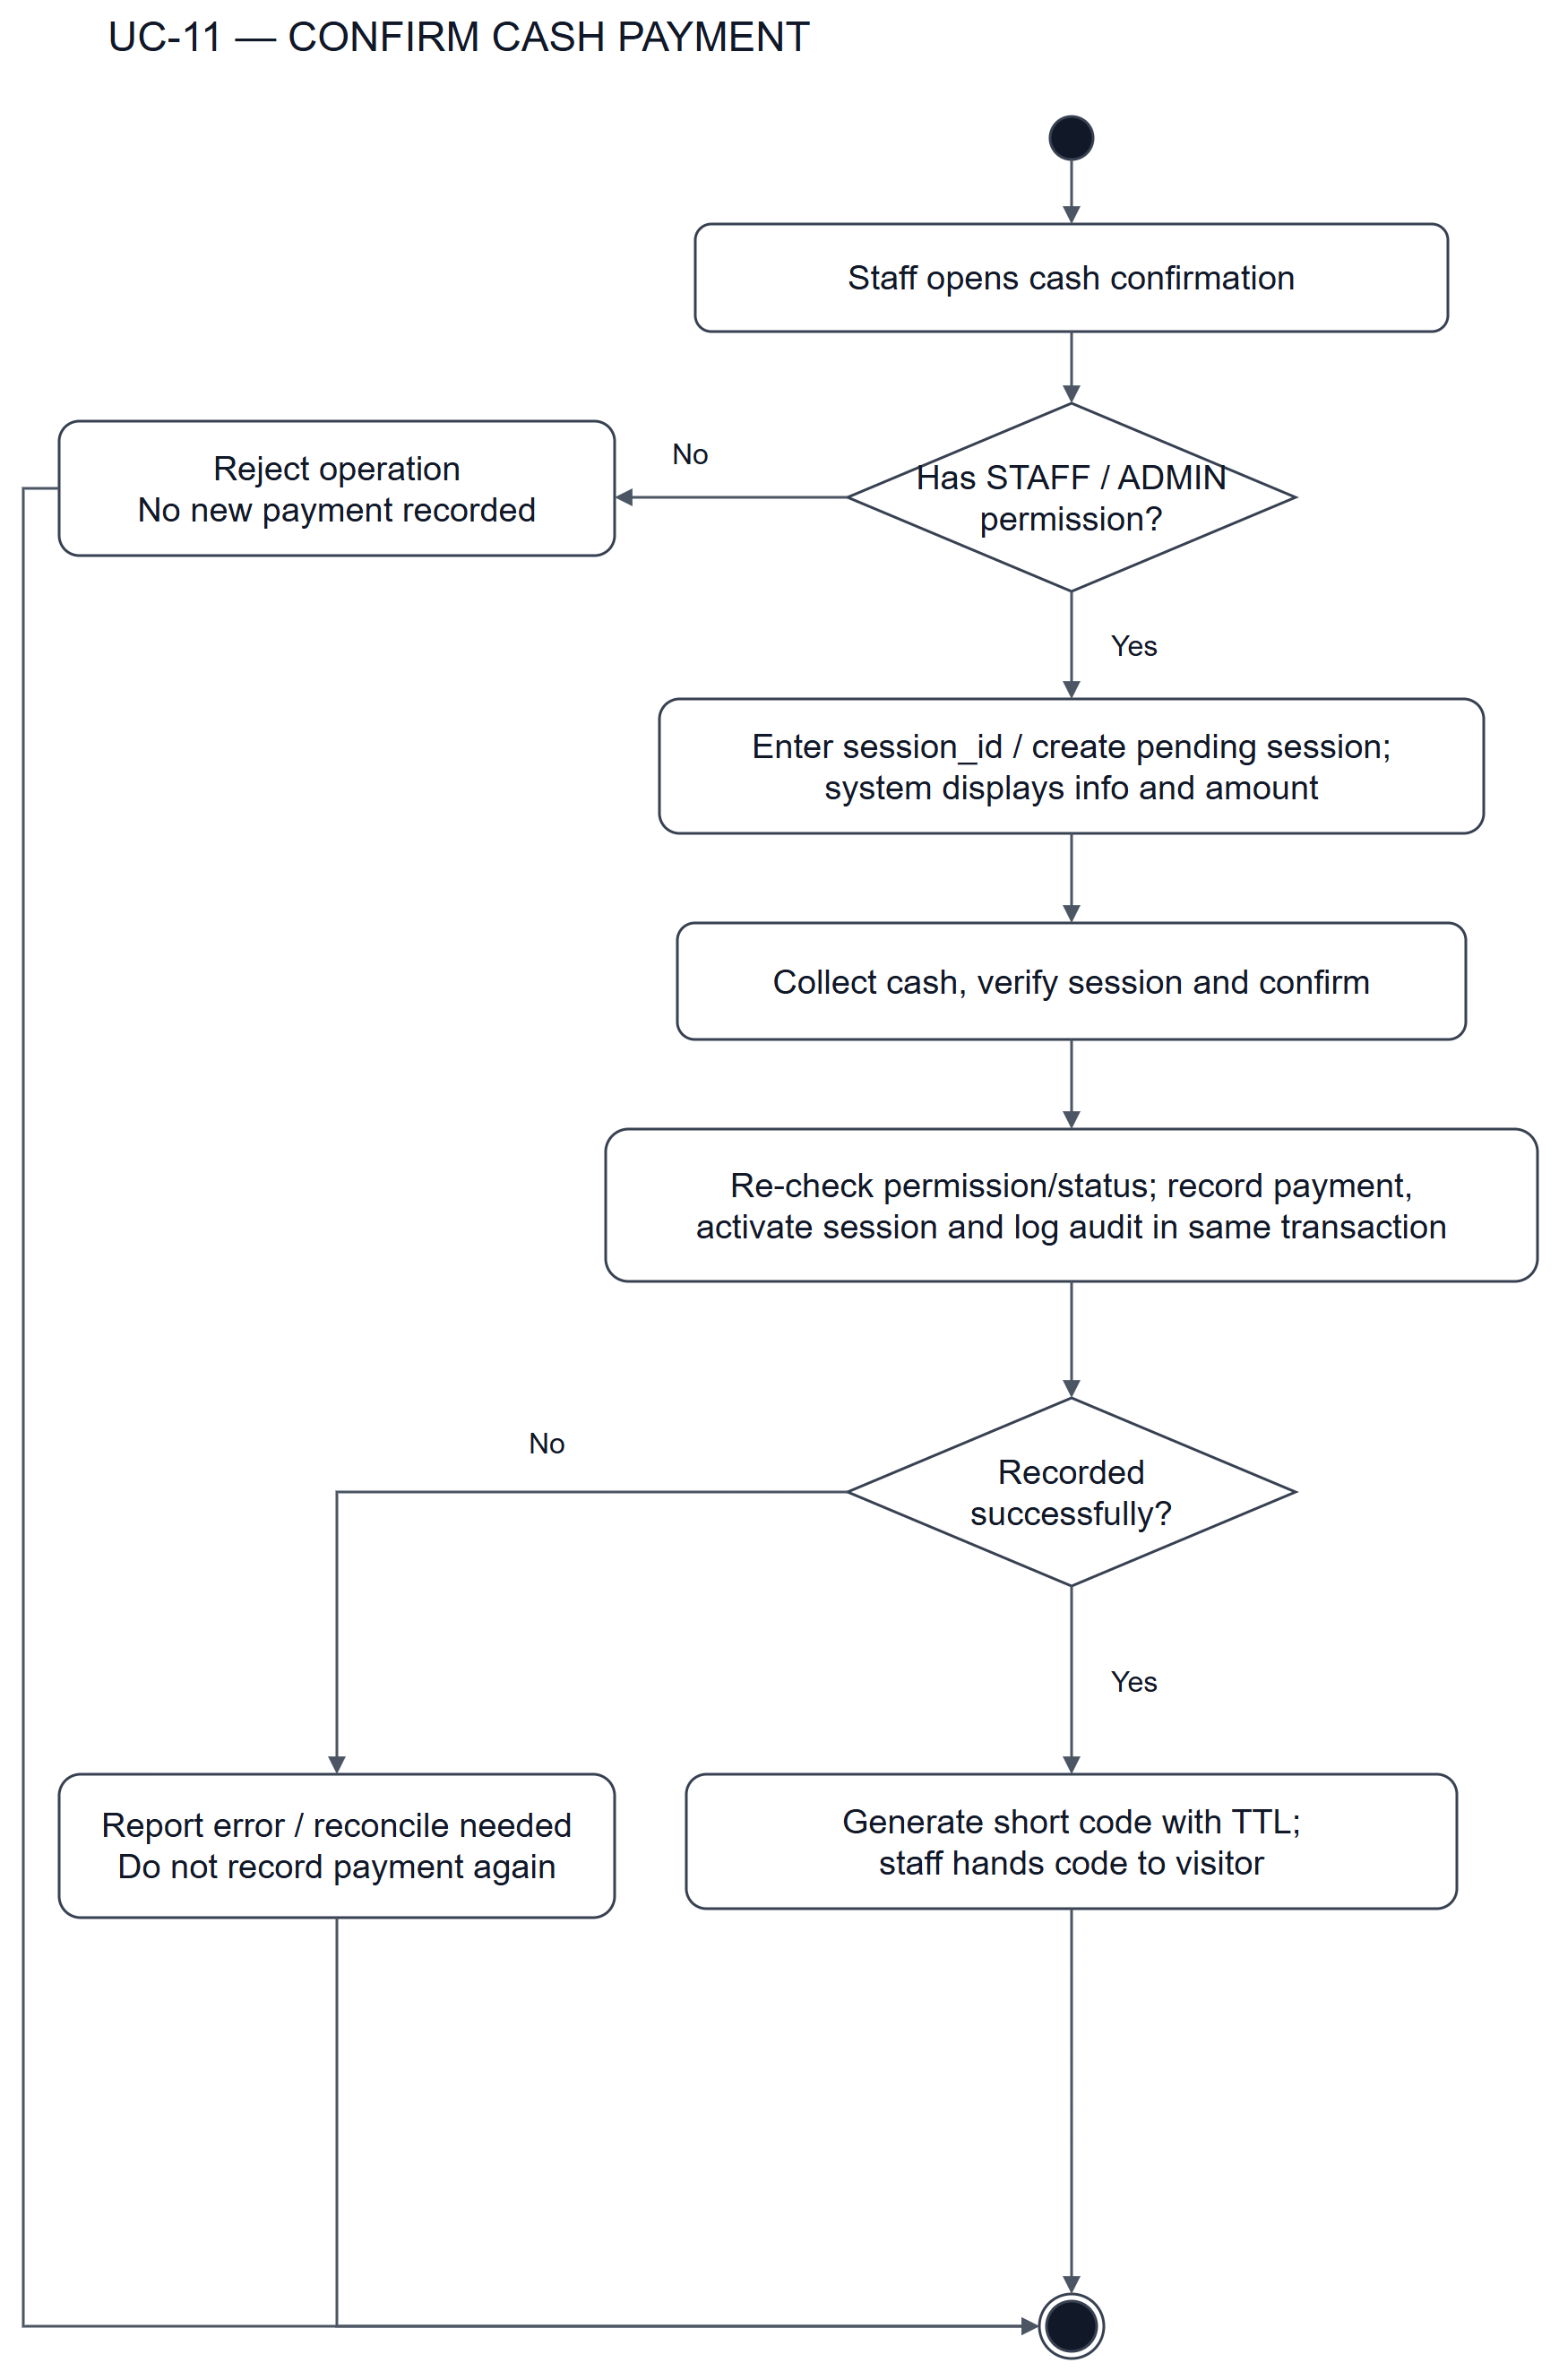 UC-11 — CONFIRM CASH PAYMENT
Staff opens cash confirmation
Has STAFF / ADMIN
permission?
No
Reject operation
No new payment recorded
Yes
Enter session_id / create pending session;
system displays info and amount
Collect cash, verify session and confirm
Re-check permission/status; record payment,
activate session and log audit in same transaction
Recorded
successfully?
No
Yes
Report error / reconcile needed
Do not record payment again
Generate short code with TTL;
staff hands code to visitor